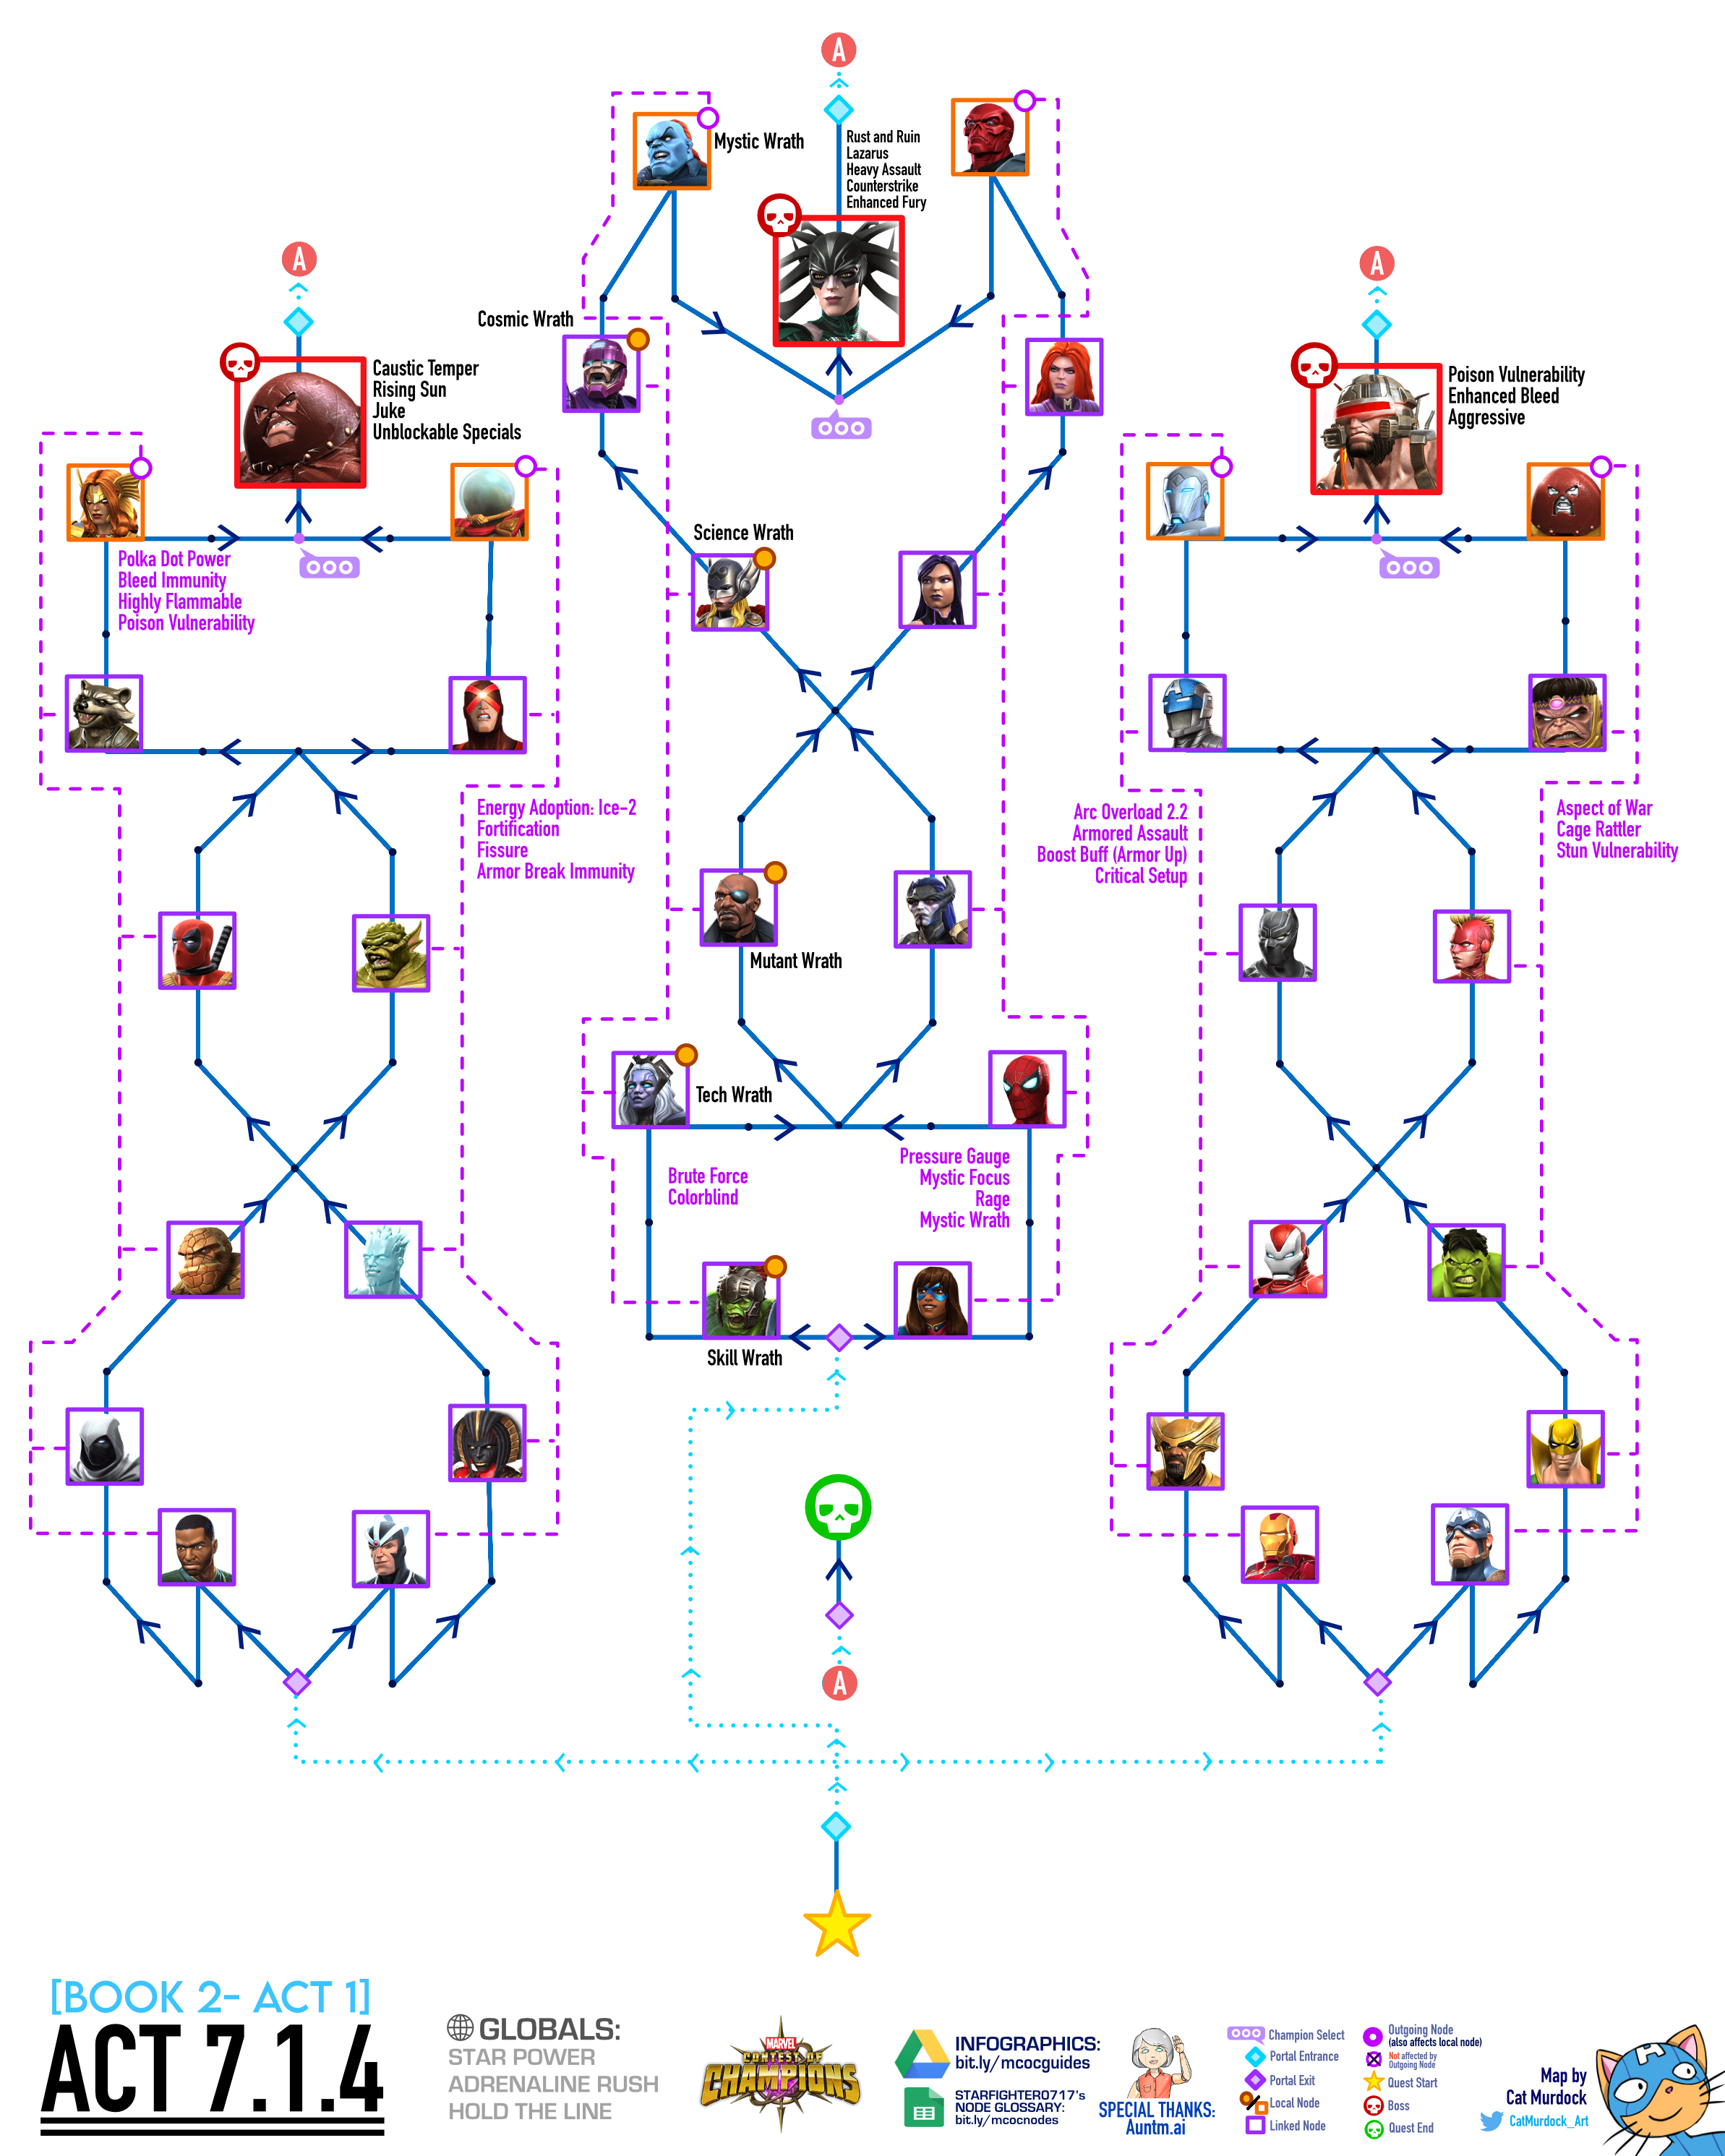 A
Mystic Wrath
Rust and Ruin
Lazarus
Heavy Assault
Counterstrike
Enhanced Fury
A
A
Cosmic Wrath
Caustic Temper
Rising Sun
Juke
Unblockable Specials
Poison Vulnerability
Enhanced Bleed
Aggressive
Science Wrath
Polka Dot Power
Bleed Immunity
Highly Flammable
Poison Vulnerability
Energy Adoption: Ice-2
Fortification
Fissure
Armor Break Immunity
Arc Overload 2.2
Armored Assault
Boost Buff (Armor Up)
Critical Setup
Aspect of War
Cage Rattler
Stun Vulnerability
Mutant Wrath
Tech Wrath
Brute Force
Colorblind
Pressure Gauge
Mystic Focus
Rage
Mystic Wrath
Skill Wrath
A
[BOOK 2- ACT 1]
ACT 7.1.4
GLOBALS:
STAR POWER
ADRENALINE RUSH
HOLD THE LINE
MARVEL
CONTEST OF
CHAMPIONS
INFOGRAPHICS:
bit.ly/mcocguides
STARFIGHTER0717's
NODE GLOSSARY:
bit.ly/mcocnodes
SPECIAL THANKS:
Auntm.ai
Champion Select
Portal Entrance
Portal Exit
Local Node
Linked Node
Outgoing Node
(also affects local node)
Not affected by
Outgoing Node
Quest Start
Boss
Quest End
Map by
Cat Murdock
CatMurdock_Art